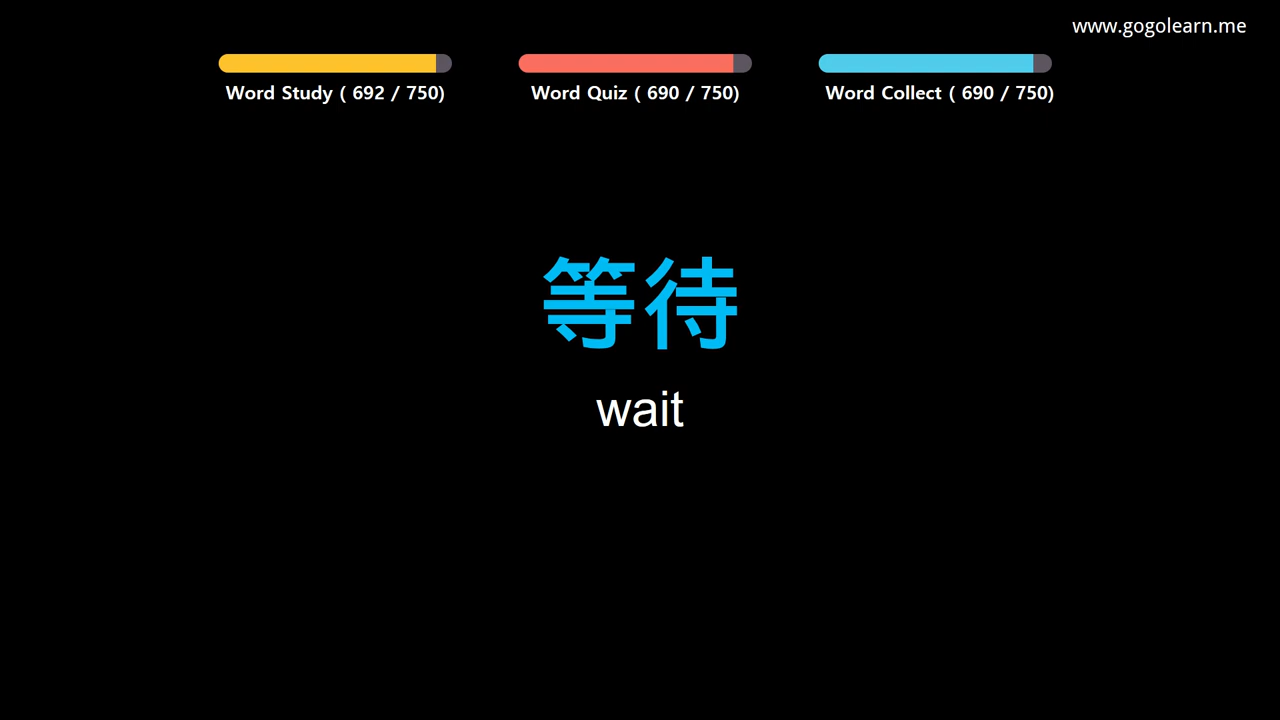 www.gogolearn.me
Word Study ( 692 / 750)
Word Quiz ( 690 / 750)
Word Collect ( 690 / 750)
等待
wait